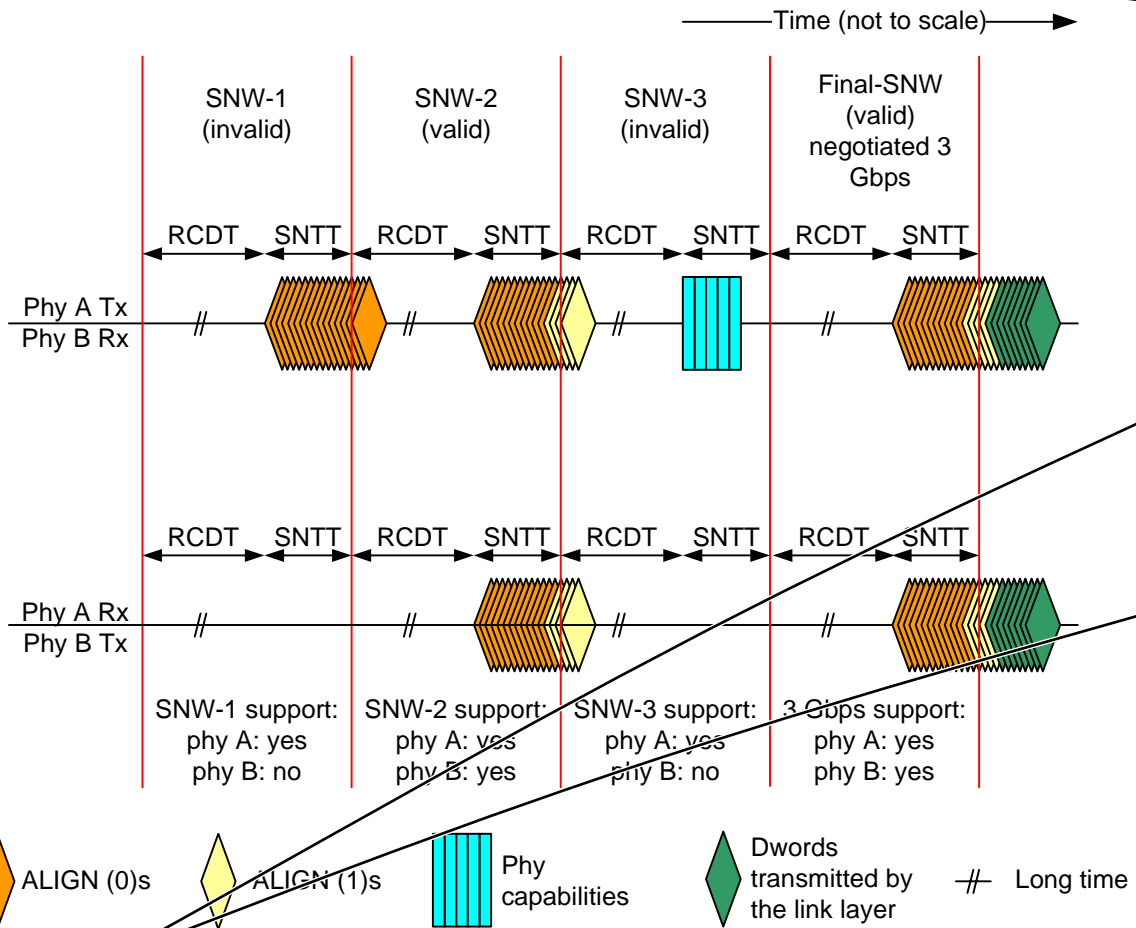 Time (not to scale)
SNW-1
(invalid)
SNW-2
(valid)
SNW-3
(invalid)
Final-SNW
(valid)
negotiated 3
Gbps
RCDT SNTT RCDT SNTT RCDT SNTT RCDT SNTT
Phy A Tx
Phy B Rx
RCDT SNTT RCDT SNTT RCDT SNTT RCDT SNTT
Phy A Rx
Phy B Tx
SNW-1 support:
phy A: yes
phy B: no
SNW-2 support:
phy A: yes
phy B: yes
SNW-3 support:
phy A: yes
phy B: no
3 Gbps support:
phy A: yes
phy B: yes
ALIGN (0)s
ALIGN (1)s
Phy
capabilities
Dwords
transmitted by
the link layer
Long time